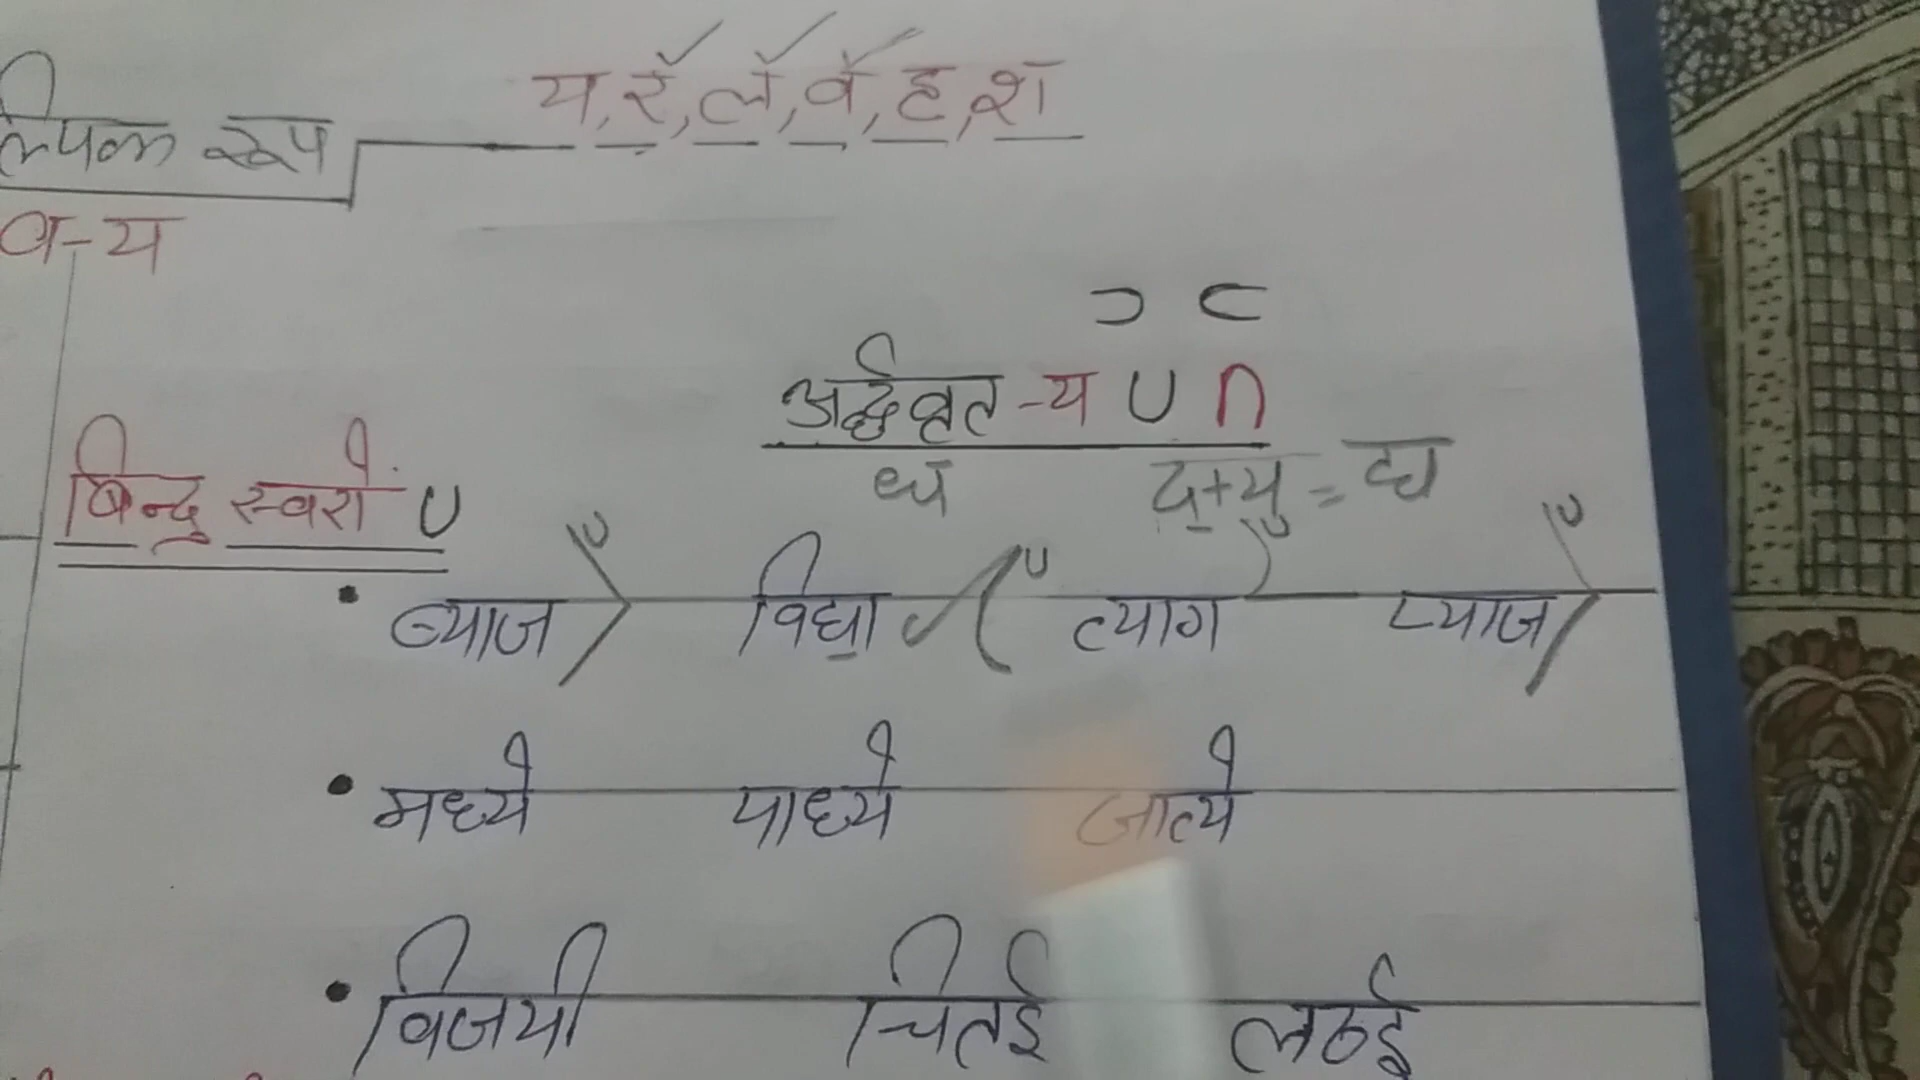 य, र, ल, व, ह, श
रूप
व-य
अर्द्धवृत -य U ∩
बिन्दु स्वरों U
ध्य द्+य = द्य
ब्याज विद्या त्याग प्याज
मध्ये पाध्ये जात्ये
विजयी चितई लठई